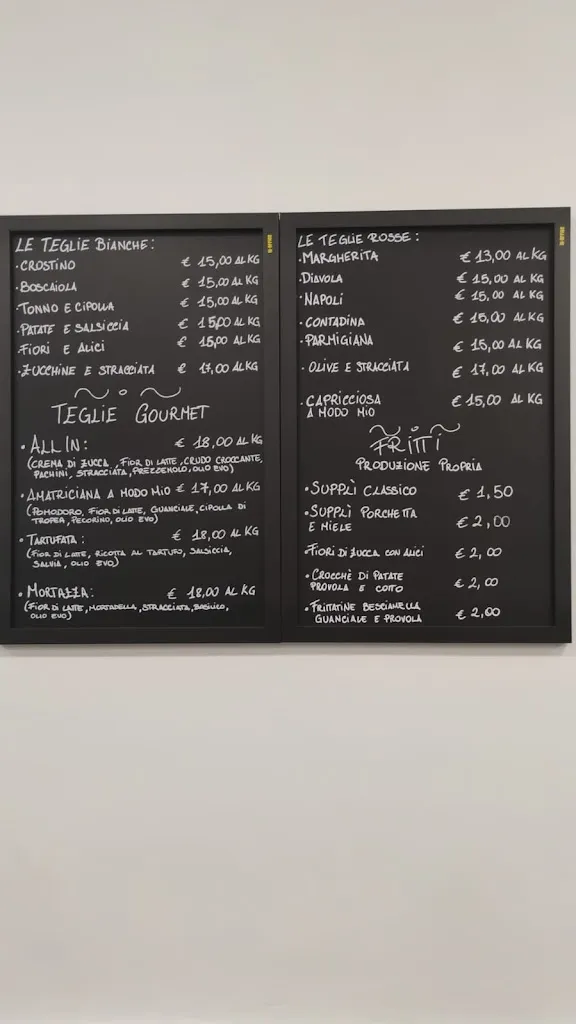 LE TEGLIE BIANCHE:
·CROSTINO € 15,00 AL KG
·BOSCAIOLA € 15,00 AL KG
·TONNO E CIPOLLA € 15,00 AL KG
·PATATE E SALSICCIA € 15,00 AL KG
·FIORI E ALICI € 15,00 AL KG
·ZUCCHINE E STRACCIATA € 17,00 AL KG
TEGLIE GOURMET
·ALL IN: € 18,00 AL KG
(CREMA DI ZUCCA, FIOR DI LATTE, CRUDO CROCCANTE,
PACHINI, STRACCIATA, PREZZEMOLO, OLIO EVO)
·AMATRICIANA A MODO MIO € 17,00 AL KG
(POMODORO, FIOR DI LATTE, GUANCIALE, CIPOLLA DI
TROPEA, PECORINO, OLIO EVO)
·TARTUFATA: € 18,00 AL KG
(FIOR DI LATTE, RICOTTA AL TARTUFO, SALSICCIA,
SALVIA, OLIO EVO)
·MORTAZZA: € 18,00 AL KG
(FIOR DI LATTE, MORTADELLA, STRACCIATA, BASILICO,
OLIO EVO)
LE TEGLIE ROSSE:
·MARGHERITA € 13,00 AL KG
·DIAVOLA € 15,00 AL KG
·NAPOLI € 15,00 AL KG
·CONTADINA € 15,00 AL KG
·PARMIGIANA € 15,00 AL KG
·OLIVE E STRACCIATA € 17,00 AL KG
·CAPRICCIOSA € 15,00 AL KG
A MODO MIO
FRITTI
PRODUZIONE PROPRIA
·SUPPLÌ CLASSICO € 1,50
·SUPPLÌ PORCHETTA
E MIELE € 2,00
·FIORI DI ZUCCA CON ALICI € 2,00
·CROCCHÈ DI PATATE
PROVOLA E COTTO € 2,00
·FRITTATINE BESCIAMELLA
GUANCIALE E PROVOLA € 2,00